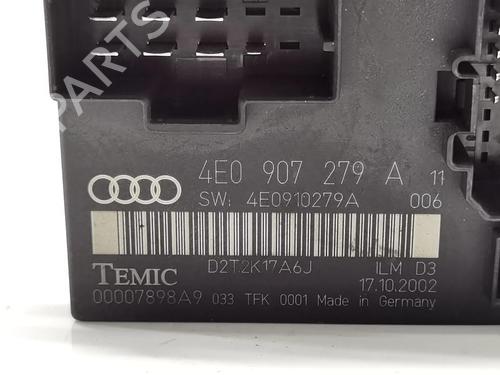 4E0 907 279 A 11
SW: 4E0910279A 006
D2T2K17A6J ILM D3
TEMIC 17.10.2002
00007898A9 033 TFK 0001 Made in Germany